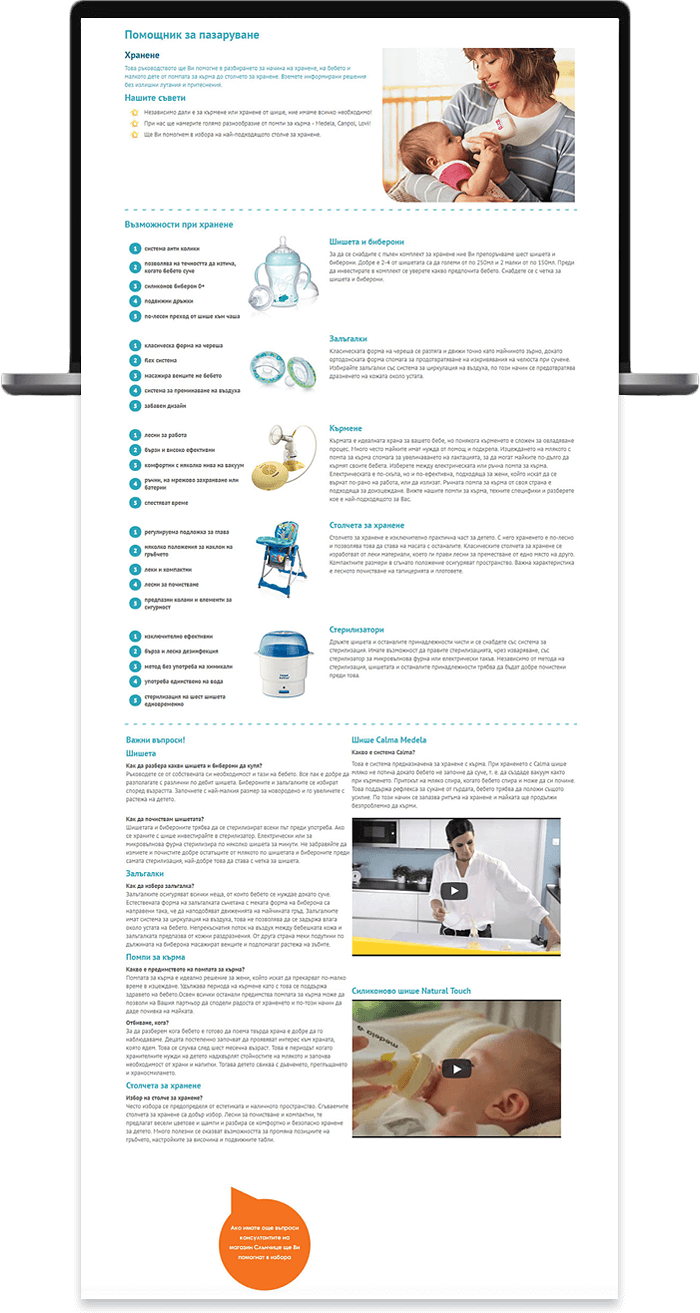 Помощник за пазаруване
Хранене
Това ръководството ще Ви помогне в разбирането за начина на хранене, на бебето и
малкото дете от помпата за кърма до столчето за хранене. Вземете информирани решения
без излишни лутания и притеснения.
Нашите съвети
Независимо дали е за кърмене или хранене от шише, ние имаме всичко необходимо!
При нас ще намерите голямо разнообразие от помпи за кърма - Medela, Canpol, Lovi!
Ще Ви помогнем в избора на най-подходящото столче за хранене.
Възможности при хранене
1 система анти колики
2 позволява на течността да изтича,
когато бебето суче
3 силиконов биберон 0+
4 подвижни дръжки
5 по-лесен преход от шише към чаша
Шишета и биберони
За да се снабдите с пълен комплект за хранене ние Ви препоръчваме шест шишета и
биберони. Добре е 2-4 от шишетата са да големи от по 250мл и 2 малки от по 150мл. Преди
да инвестирате в комплект се уверете какво предпочита бебето. Снабдете се с четка за
шишета и биберони.
1 класическа форма на череша
2 flex система
3 масажира венците не бебето
4 система за преминаване на въздуха
5 забавен дизайн
Залъгалки
Класическата форма на череша се разтяга и движи точно като майчиното зърно, докато
ортодонската форма спомага за предотвратяване на изкривявания на челюста при сучене.
Избирайте залъгалки със система за циркулация на въздуха, по този начин се предотвратява
дразненето на кожата около устата.
1 лесни за работа
2 бързи и високо ефективни
3 комфортни с няколко нива на вакуум
4 ръчни, на мрежово захранване или
батерии
5 спестяват време
Кърмене
Кърмата е идеалната храна за вашето бебе, но понякога кърменето е сложен за овладяване
процес. Много често майките имат нужда от помощ и подкрепа. Изцеждането на млякото с
помпа за кърма спомага за увеличаването на лактацията, за да могат майките по-дълго да
кърмят своите бебета. Изберете между електрическата или ръчна помпа за кърма.
Електрическата е по-скъпа, но и по-ефективна, подходяща за жени, който искат да се
върнат по-рано на работа, или да излизат. Ръчната помпа за кърма от своя страна е
подходяща за доизцеждане. Вижте нашите помпи за кърма, техните специфики и разберете
кое е най-подходящото за Вас.
1 регулируема подложка за глава
2 няколко положения за наклон на
гръбчето
3 леки и компактни
4 лесни за почистване
5 предпазни колани и елементи за
сигурност
Столчета за хранене
Столчето за хранене е изключително практична част за детето. С него храненето е по-лесно
и позволява това да става на масата с останалите. Класическите столчета за хранене се
изработват от леки материали, което ги прави лесни за преместване от едно място на друго.
Компактните размери в сгънато положение осигуряват пространство. Важна характеристика
е лесното почистване на тапицерията и плотовете.
1 изключително ефективни
2 бърза и лесна дезинфекция
3 метод без употреба на химикали
4 употреба единствено на вода
5 стерилизация на шест шишета
едновременно
Стерилизатори
Дръжте шишета и останалите принадлежности чисти и се снабдете със система за
стерилизация. Имате възможност да правите стерилизацията, чрез изваряване, със
стерилизатор за микровълнова фурна или електрически такъв. Независимо от метода на
стерилизация, шишетата и останалите принадлежности трябва да бъдат добре почистени
преди това.
Важни въпроси!
Шишета
Как да разбера какви шишета и биберони да купя?
Ръководете се от собствената си необходимост и тази на бебето. Все пак е добре да
разполагате с различни по дебит шишета. Бибероните и залъгалките се избират
според възрастта. Започнете с най-малкия размер за новородено и го увеличете с
растежа на детето.
Как да почиствам шишетата?
Шишетата и бибероните трябва да се стерилизират всеки път преди употреба. Ако
се храните с шише инвестирайте в стерилизатор. Електрически или за
микровълнова фурна стерилизира по няколко шишета за минути. Не забравяйте да
измиете и почистите добре остатъците от мляко по шишетата и бибероните преди
самата стерилизация, най-добре това да става с четка за шишета.
Залъгалки
Как да избера залъгалка?
Залъгалките осигуряват всички неща, от които бебето се нуждае докато суче.
Естествената форма на залъгалката съчетана с меката форма на биберона са
направени така, че да наподобяват движенията на майчината гръд. Залъгалките
имат система за циркулация на въздуха, това не позволява да се задържа влага
около устата на бебето. Непрекъснатия поток на въздух между бебешката кожа и
залъгалката предпазва от кожни раздразнения. От друга страна меки подутини по
дължината на биберона масажират венците и подпомагат растежа на зъбите.
Помпи за кърма
Какво е предимството на помпата за кърма?
Помпата за кърма е идеално решение за жени, който искат да прекарват по-малко
време в изцеждане. Удължава периода на кърмене като с това се поддържа
здравето на бебето.Освен всички останали предимства помпата за кърма може да
позволи на Вашия партньор да сподели радостта от храненето и по-този начин да
даде почивка на майката.
Отбиване, кога?
За да разберем кога бебето е готово да поема твърда храна е добре да го
наблюдаваме. Децата постепенно започват да проявяват интерес към храната,
която ядем. Това се случва след шест месечна възраст. Това е периодът когато
хранителните нужди на детето надхвърлят стойностите на млякото и започва
необходимост от храни и напитки. Тогава детето свиква с дъвченето, преглъщането
и храносмилането.
Столчета за хранене
Избор на столче за хранене?
Често избора се предопределя от естетиката и наличното пространство. Сгъваемите
столчета за хранене са добър избор. Лесни за почистване и компактни, те
предлагат весели цветове и щампи и разбира се комфортно и безопасно хранене
за детето. Много полезни се оказват възможностите за промяна позициите на
гръбчето, настройките за височина и подвижните табли.
Шише Calma Medela
Какво е система Calma?
Това е система предназначена за хранене с кърма. При храненето с Calma шише
мляко не потича докато бебето не започне да суче, т. е. да създаде вакуум както
при кърменето. Притокът на мляко спира, когато бебето спира и може да си почине.
Това поддържа рефлекса за сукане от гърдата, бебето трябва да положи същото
усилие. По този начин се запазва ритъма на хранене и майката ще продължи
безпроблемно да кърми.
Силиконово шише Natural Touch
medela
Ако имате още въпроси
консултантите на
магазин Слънчице ще Ви
помогнат в избора